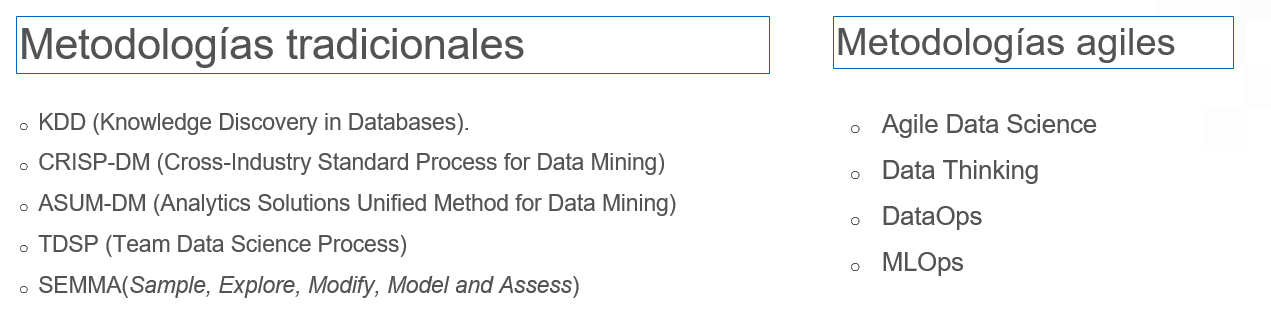 Metodologías tradicionales
○ KDD (Knowledge Discovery in Databases).
○ CRISP-DM (Cross-Industry Standard Process for Data Mining)
○ ASUM-DM (Analytics Solutions Unified Method for Data Mining)
○ TDSP (Team Data Science Process)
○ SEMMA(Sample, Explore, Modify, Model and Assess)
Metodologías agiles
○ Agile Data Science
○ Data Thinking
○ DataOps
○ MLOps